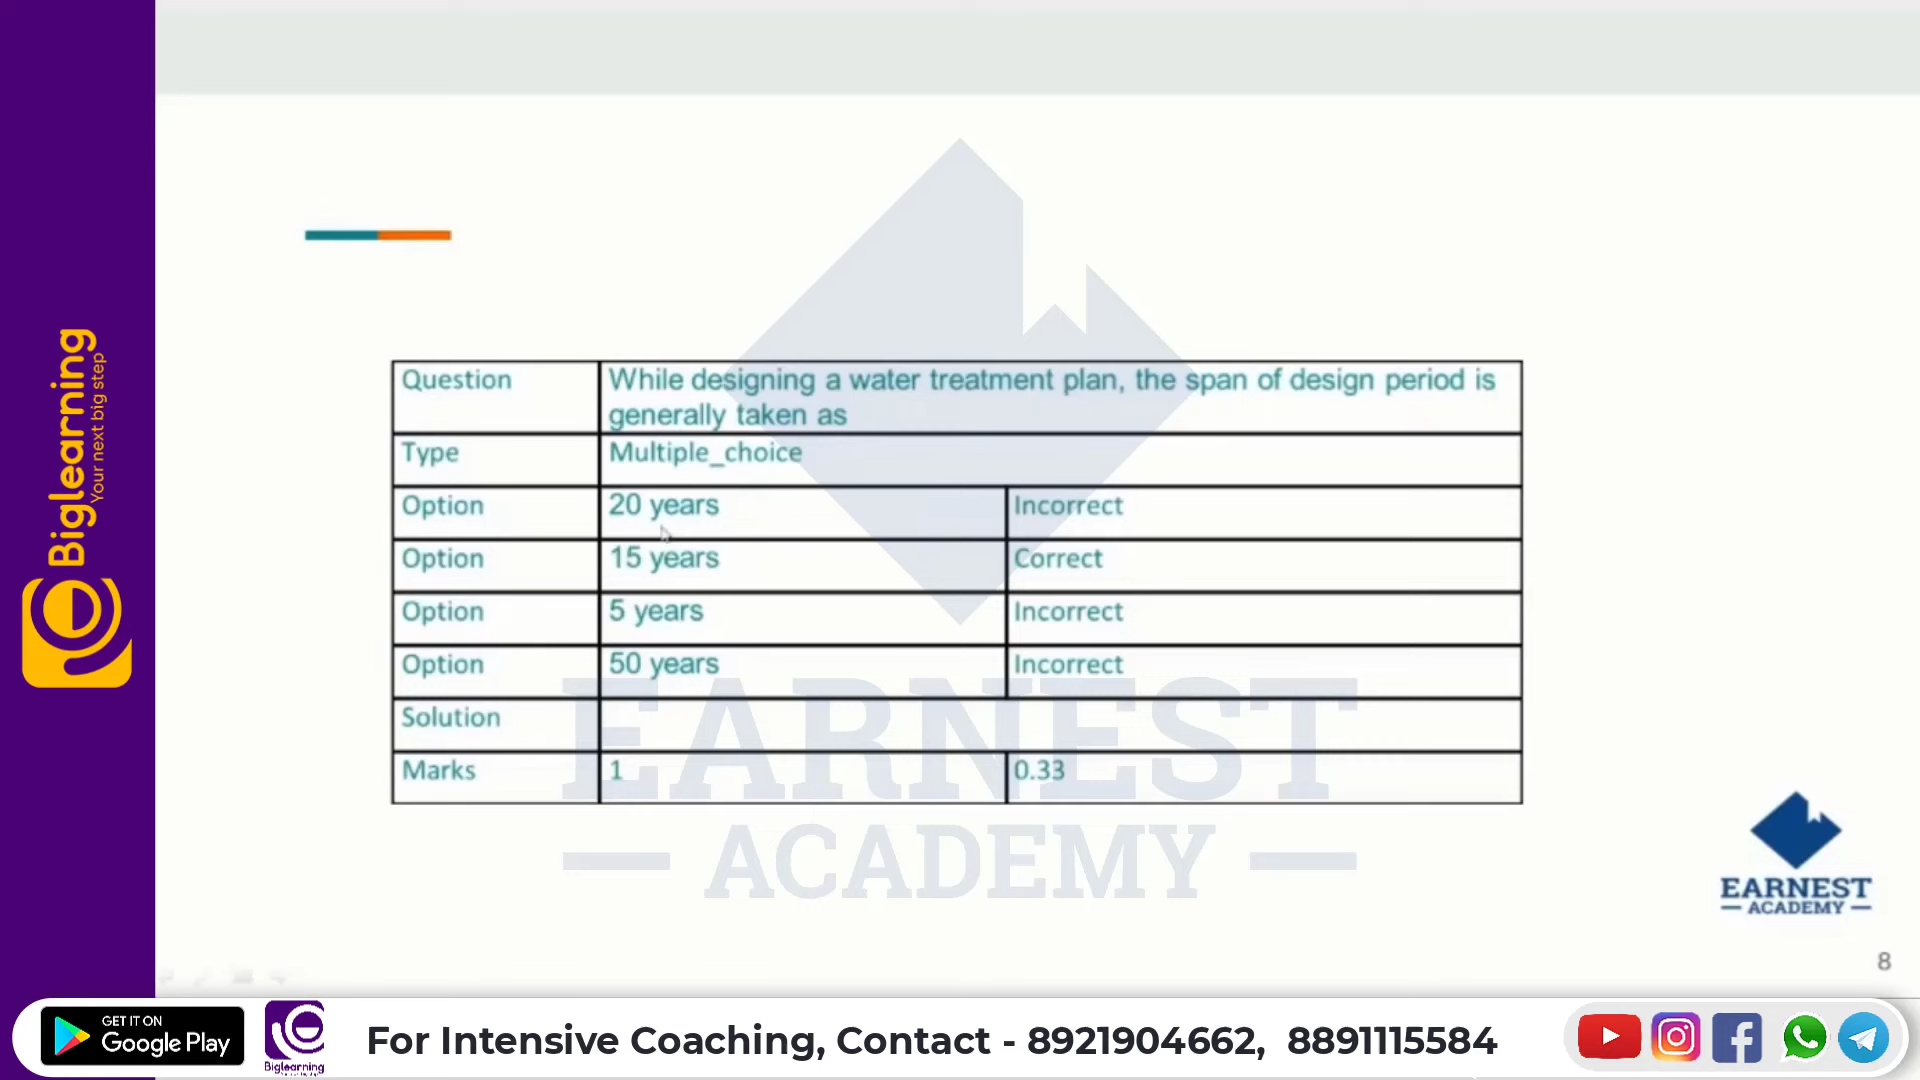 Biglearning
Your next big step
Question
While designing a water treatment plan, the span of design period is
generally taken as
Type
Multiple_choice
Option
20 years
Incorrect
Option
15 years
Correct
Option
5 years
Incorrect
Option
50 years
Incorrect
Solution
Marks
1
0.33
EARNEST
ACADEMY
EARNEST
ACADEMY
8
GET IT ON
Google Play
Biglearning
For Intensive Coaching, Contact - 8921904662, 8891115584